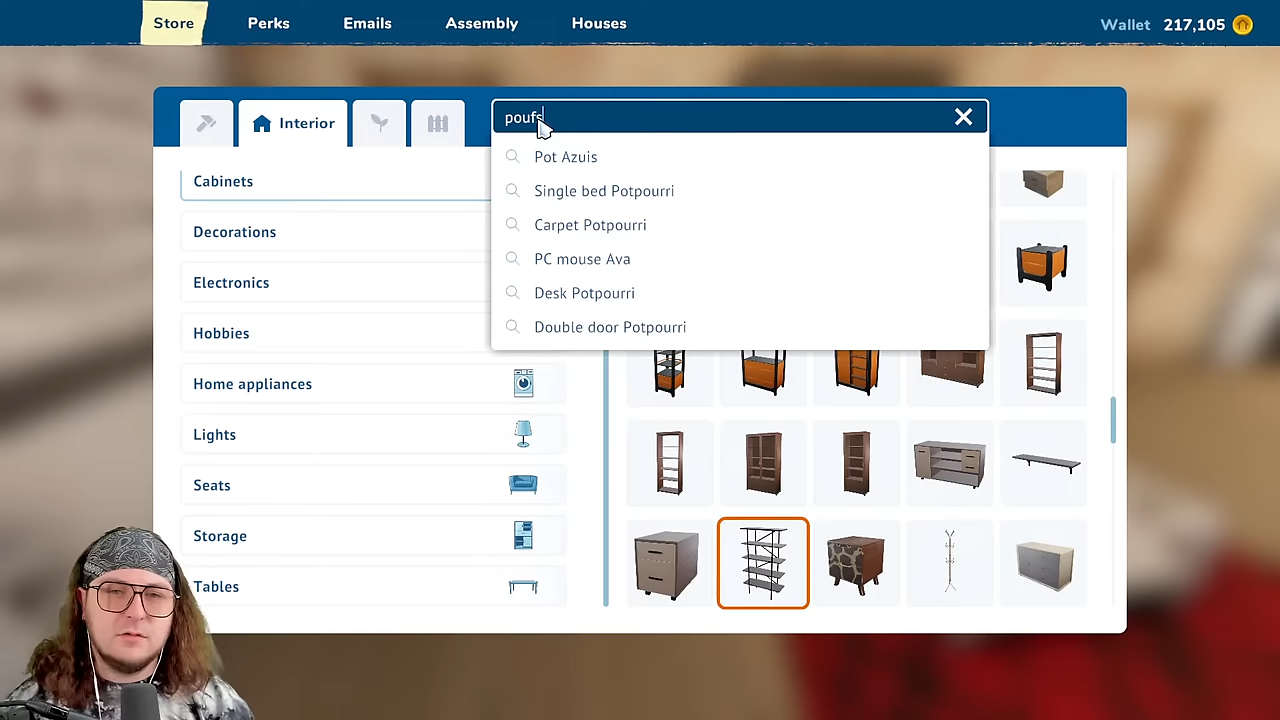 Store
Perks
Emails
Assembly
Houses
Wallet 217,105
Interior
poufs
Pot Azuis
Single bed Potpourri
Carpet Potpourri
PC mouse Ava
Desk Potpourri
Double door Potpourri
Cabinets
Decorations
Electronics
Hobbies
Home appliances
Lights
Seats
Storage
Tables